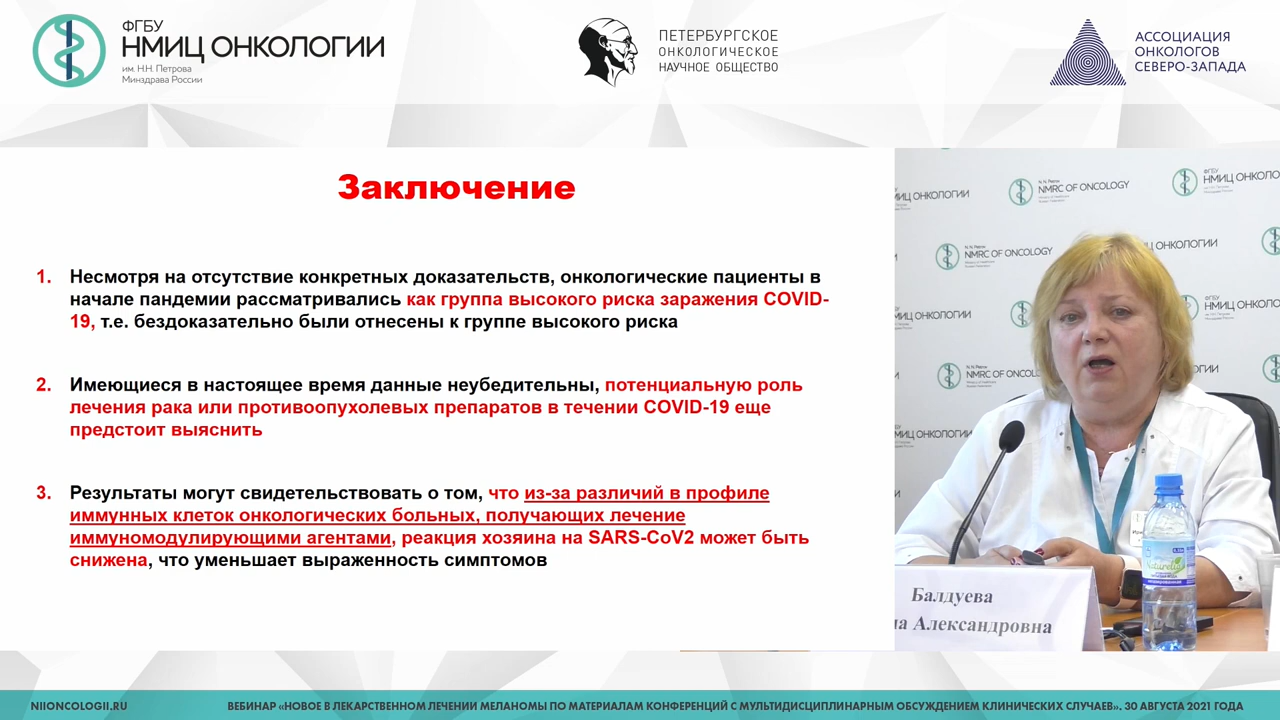 ФГБУ
НМИЦ ОНКОЛОГИИ
им. Н.Н. Петрова
Минздрава России
ПЕТЕРБУРГСКОЕ
ОНКОЛОГИЧЕСКОЕ
НАУЧНОЕ ОБЩЕСТВО
АССОЦИАЦИЯ
ОНКОЛОГОВ
СЕВЕРО-ЗАПАДА
Заключение
1. Несмотря на отсутствие конкретных доказательств, онкологические пациенты в
начале пандемии рассматривались как группа высокого риска заражения COVID-
19, т.е. бездоказательно были отнесены к группе высокого риска
2. Имеющиеся в настоящее время данные неубедительны, потенциальную роль
лечения рака или противоопухолевых препаратов в течении COVID-19 еще
предстоит выяснить
3. Результаты могут свидетельствовать о том, что из-за различий в профиле
иммунных клеток онкологических больных, получающих лечение
иммуномодулирующими агентами, реакция хозяина на SARS-CoV2 может быть
снижена, что уменьшает выраженность симптомов
NMRC OF ONCOLOGY
NMRC OF ONCOLOGY
Балдуева
Александровна
NIIONCOLOGII.RU
ВЕБИНАР «НОВОЕ В ЛЕКАРСТВЕННОМ ЛЕЧЕНИИ МЕЛАНОМЫ ПО МАТЕРИАЛАМ КОНФЕРЕНЦИЙ С МУЛЬТИДИСЦИПЛИНАРНЫМ ОБСУЖДЕНИЕМ КЛИНИЧЕСКИХ СЛУЧАЕВ». 30 АВГУСТА 2021 ГОДА